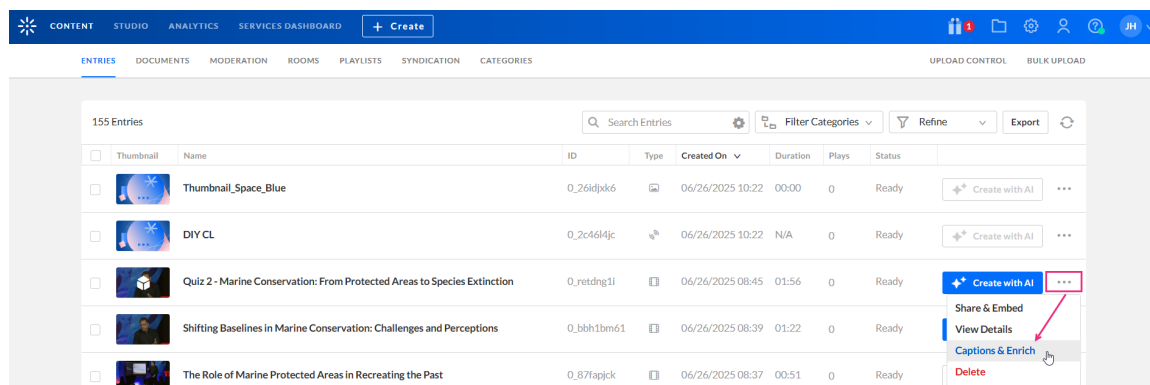 CONTENT STUDIO ANALYTICS SERVICES DASHBOARD + Create 1 JH
ENTRIES DOCUMENTS MODERATION ROOMS PLAYLISTS SYNDICATION CATEGORIES UPLOAD CONTROL BULK UPLOAD
155 Entries Search Entries Filter Categories Refine Export
Thumbnail Name ID Type Created On Duration Plays Status
Thumbnail_Space_Blue 0_26idjxk6 06/26/2025 10:22 00:00 0 Ready Create with AI
DIY CL 0_2c46l4jc 06/26/2025 10:22 N/A 0 Ready Create with AI
Quiz 2 - Marine Conservation: From Protected Areas to Species Extinction 0_retdng1i 06/26/2025 08:45 01:56 0 Ready Create with AI
Share & Embed
Shifting Baselines in Marine Conservation: Challenges and Perceptions 0_bbh1bm61 06/26/2025 08:39 01:22 0 Ready View Details
Captions & Enrich
The Role of Marine Protected Areas in Recreating the Past 0_87fapjck 06/26/2025 08:37 00:51 0 Ready Delete